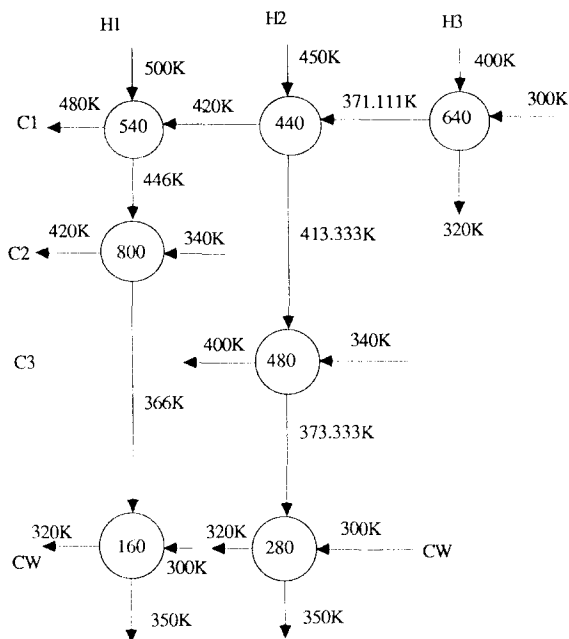 H1 H2 H3
500K 450K 400K
C1 480K 540 420K 440 371.111K 640 300K
446K 320K
C2 420K 800 340K 413.333K
C3 400K 480 340K
366K 373.333K
CW 320K 160 300K 320K 280 300K CW
350K 350K